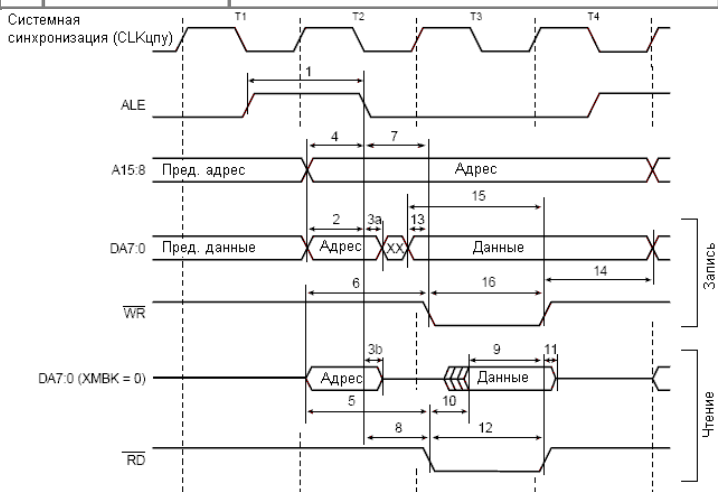 Системная
синхронизация (CLKцпу)
T1
T2
T3
T4
1
ALE
4
7
A15:8
Пред. адрес
Адрес
15
2
3a
13
DA7:0
Пред. данные
Адрес
XX
Данные
14
6
16
WR
Запись
3b
9
11
DA7:0 (XMBK = 0)
Адрес
Данные
5
10
8
12
RD
Чтение